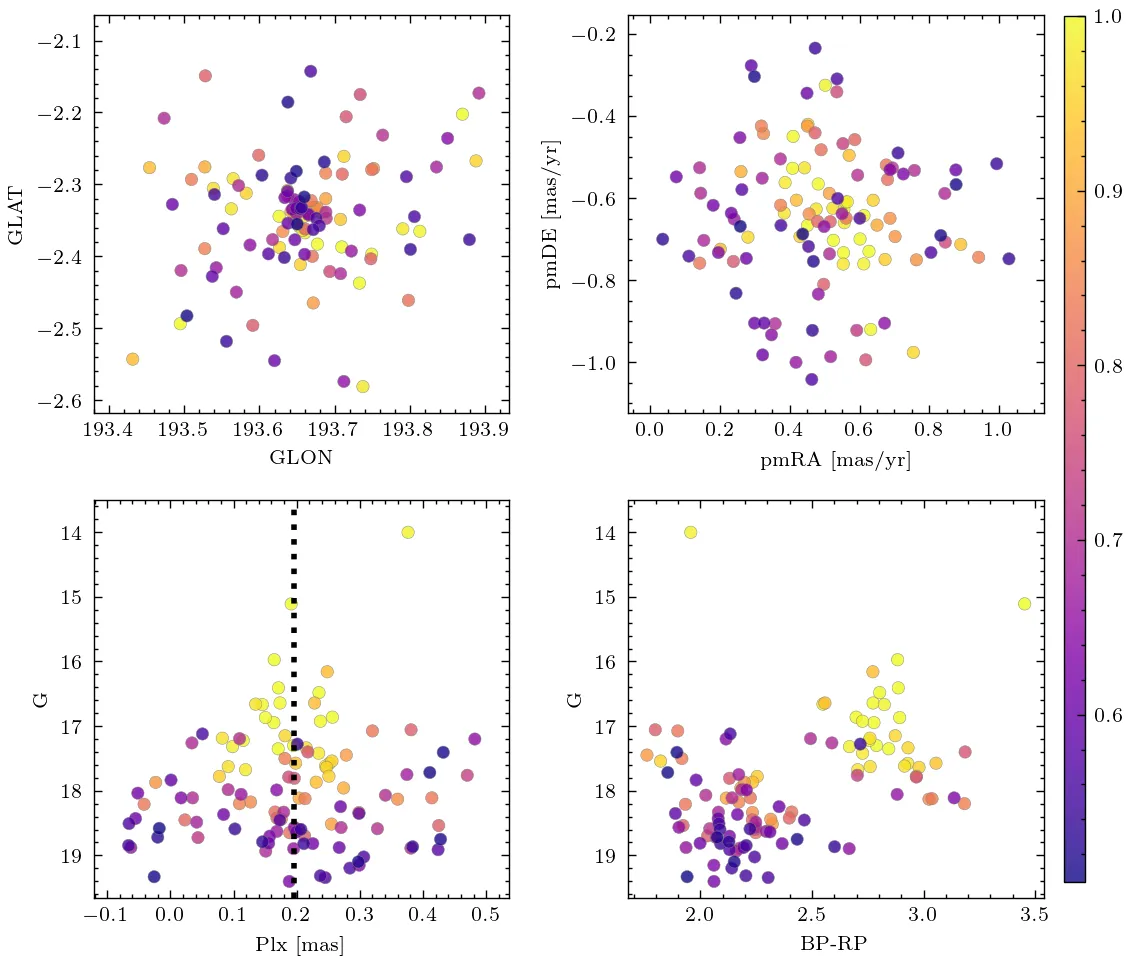 −2.1
−2.2
−2.3
−2.4
−2.5
−2.6
GLAT
193.4 193.5 193.6 193.7 193.8 193.9
GLON
−0.2
−0.4
−0.6
−0.8
−1.0
pmDE [mas/yr]
0.0 0.2 0.4 0.6 0.8 1.0
pmRA [mas/yr]
14
15
16
17
18
19
G
−0.1 0.0 0.1 0.2 0.3 0.4 0.5
Plx [mas]
14
15
16
17
18
19
G
2.0 2.5 3.0 3.5
BP-RP
1.0
0.9
0.8
0.7
0.6